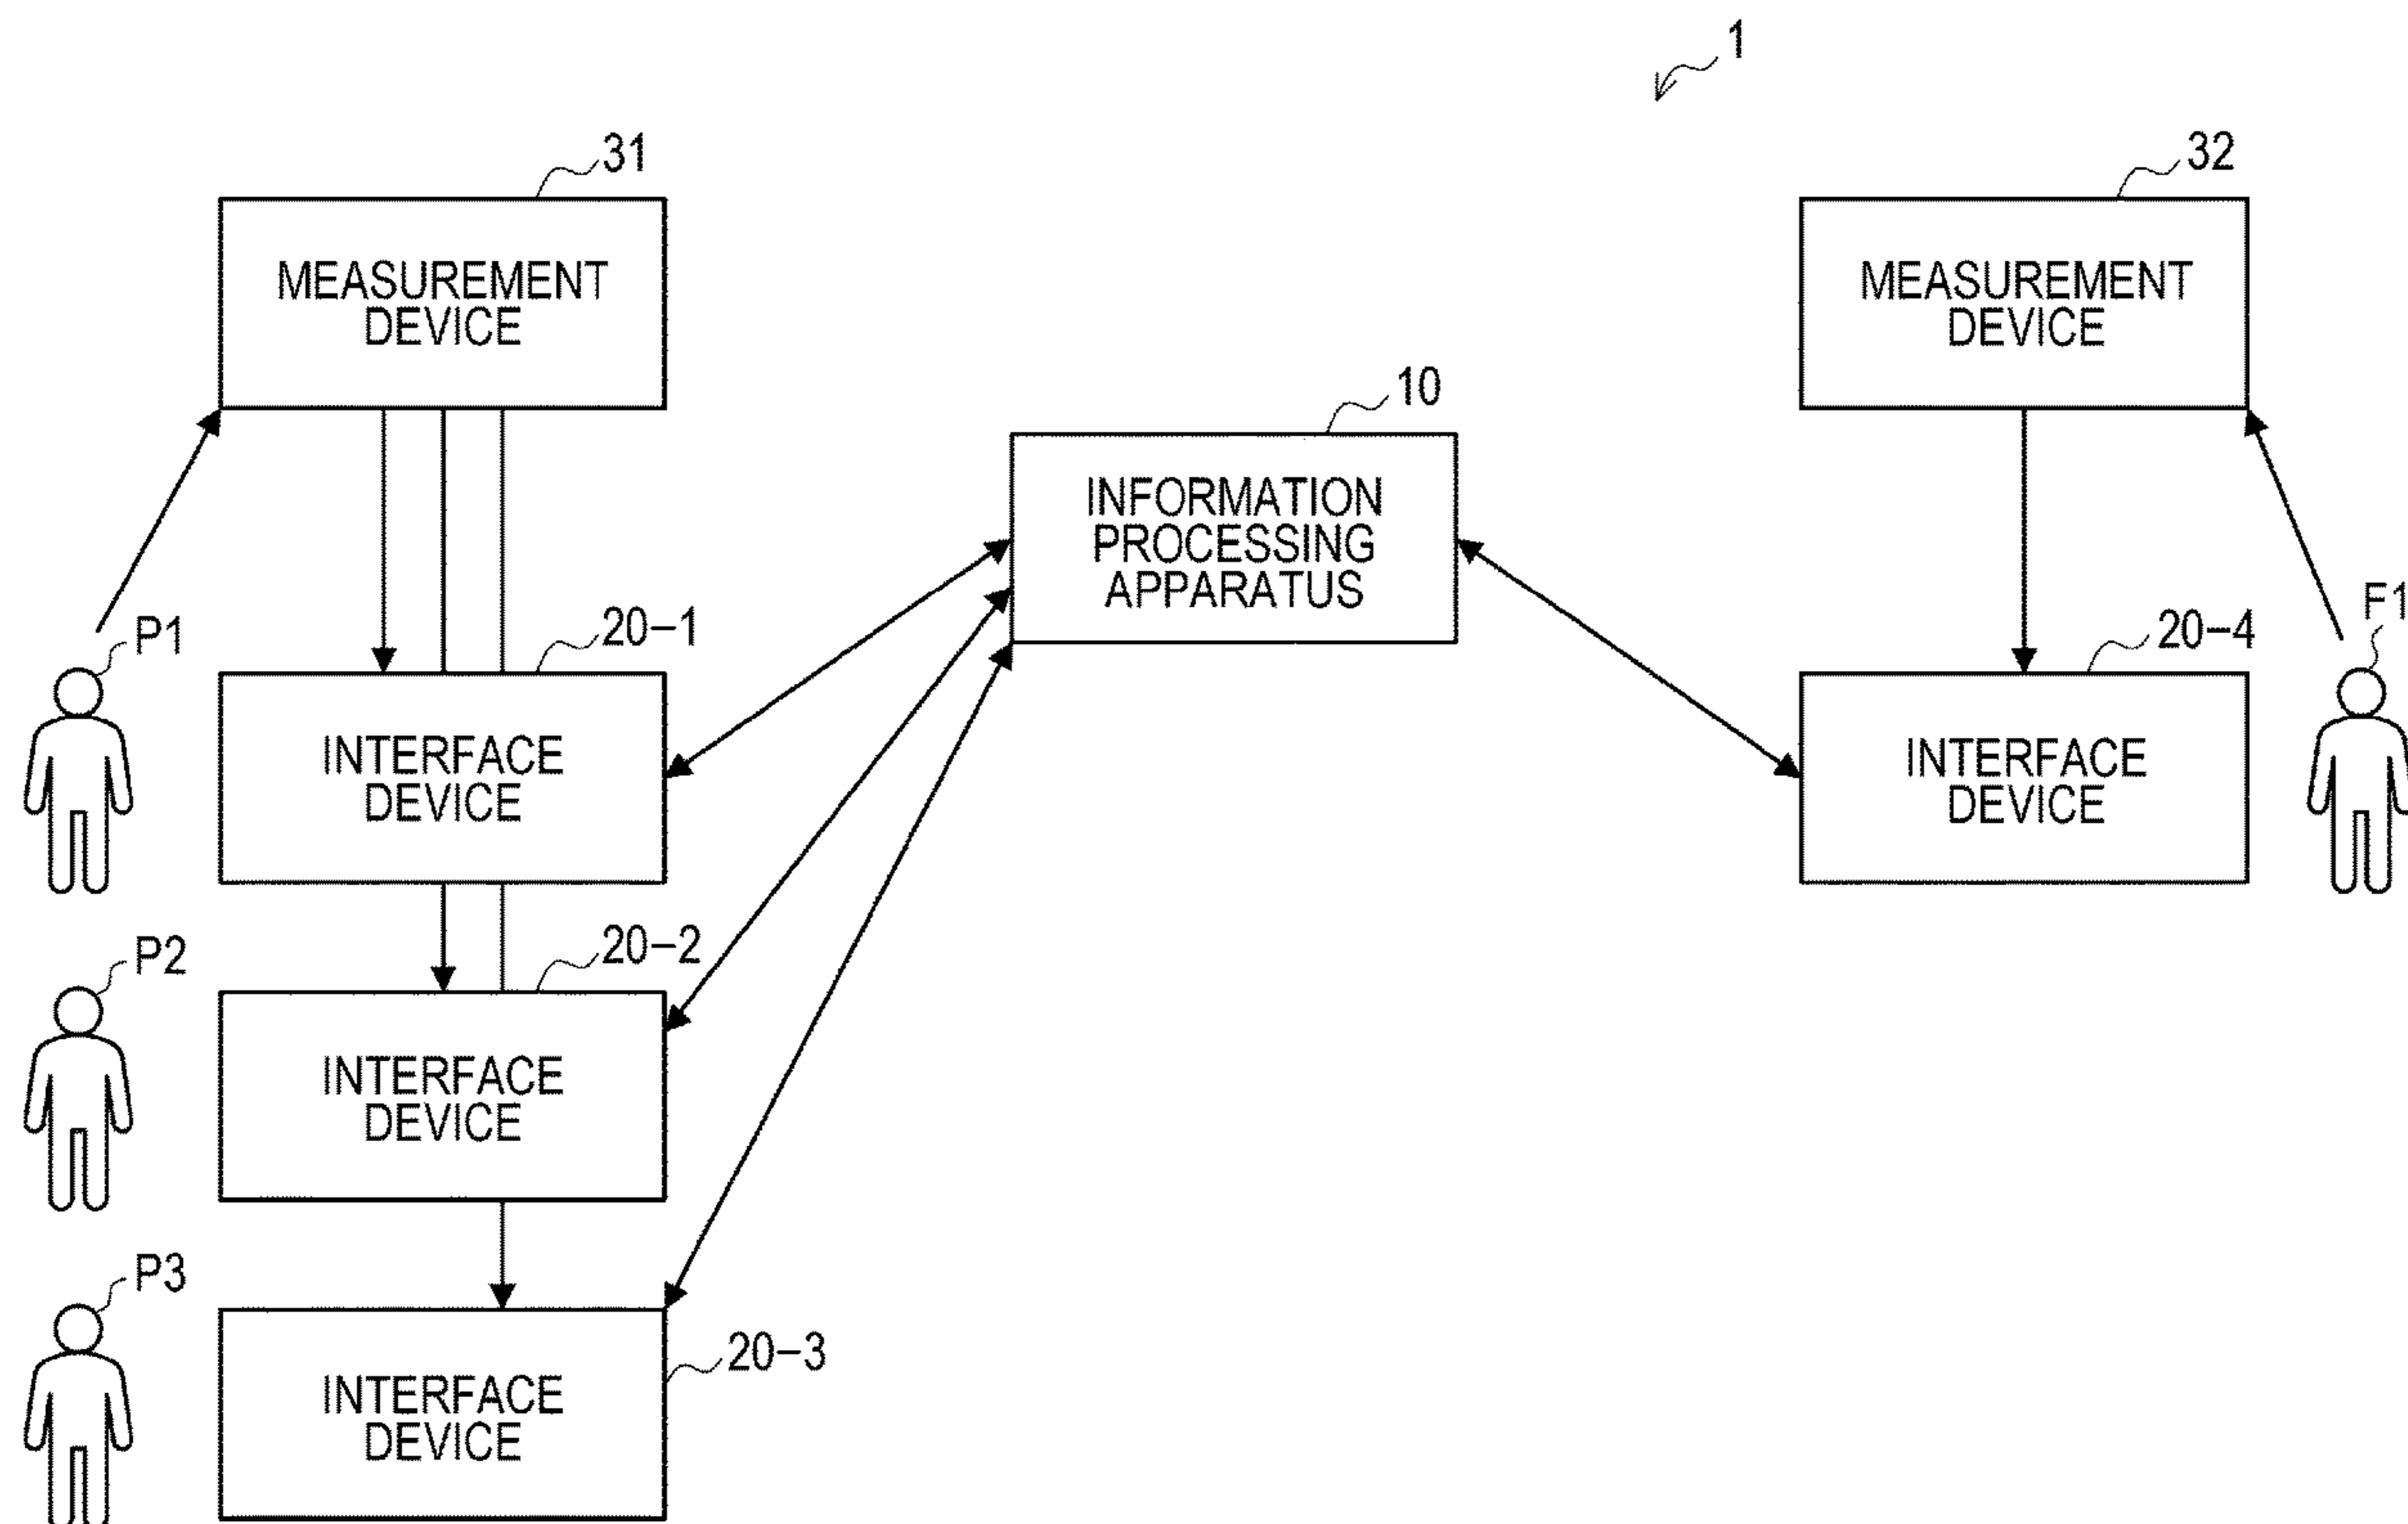 1
31
MEASUREMENT
DEVICE
32
MEASUREMENT
DEVICE
10
INFORMATION
PROCESSING
APPARATUS
P1
20-1
INTERFACE
DEVICE
F1
20-4
INTERFACE
DEVICE
P2
20-2
INTERFACE
DEVICE
P3
20-3
INTERFACE
DEVICE